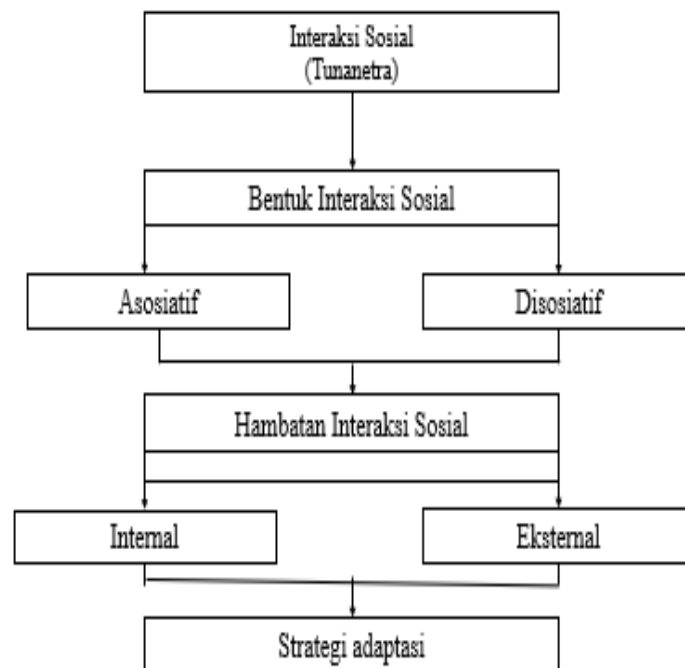 Interaksi Sosial
(Tunanetra)
Bentuk Interaksi Sosial
Asosiatif
Disosiatif
Hambatan Interaksi Sosial
Internal
Eksternal
Strategi adaptasi